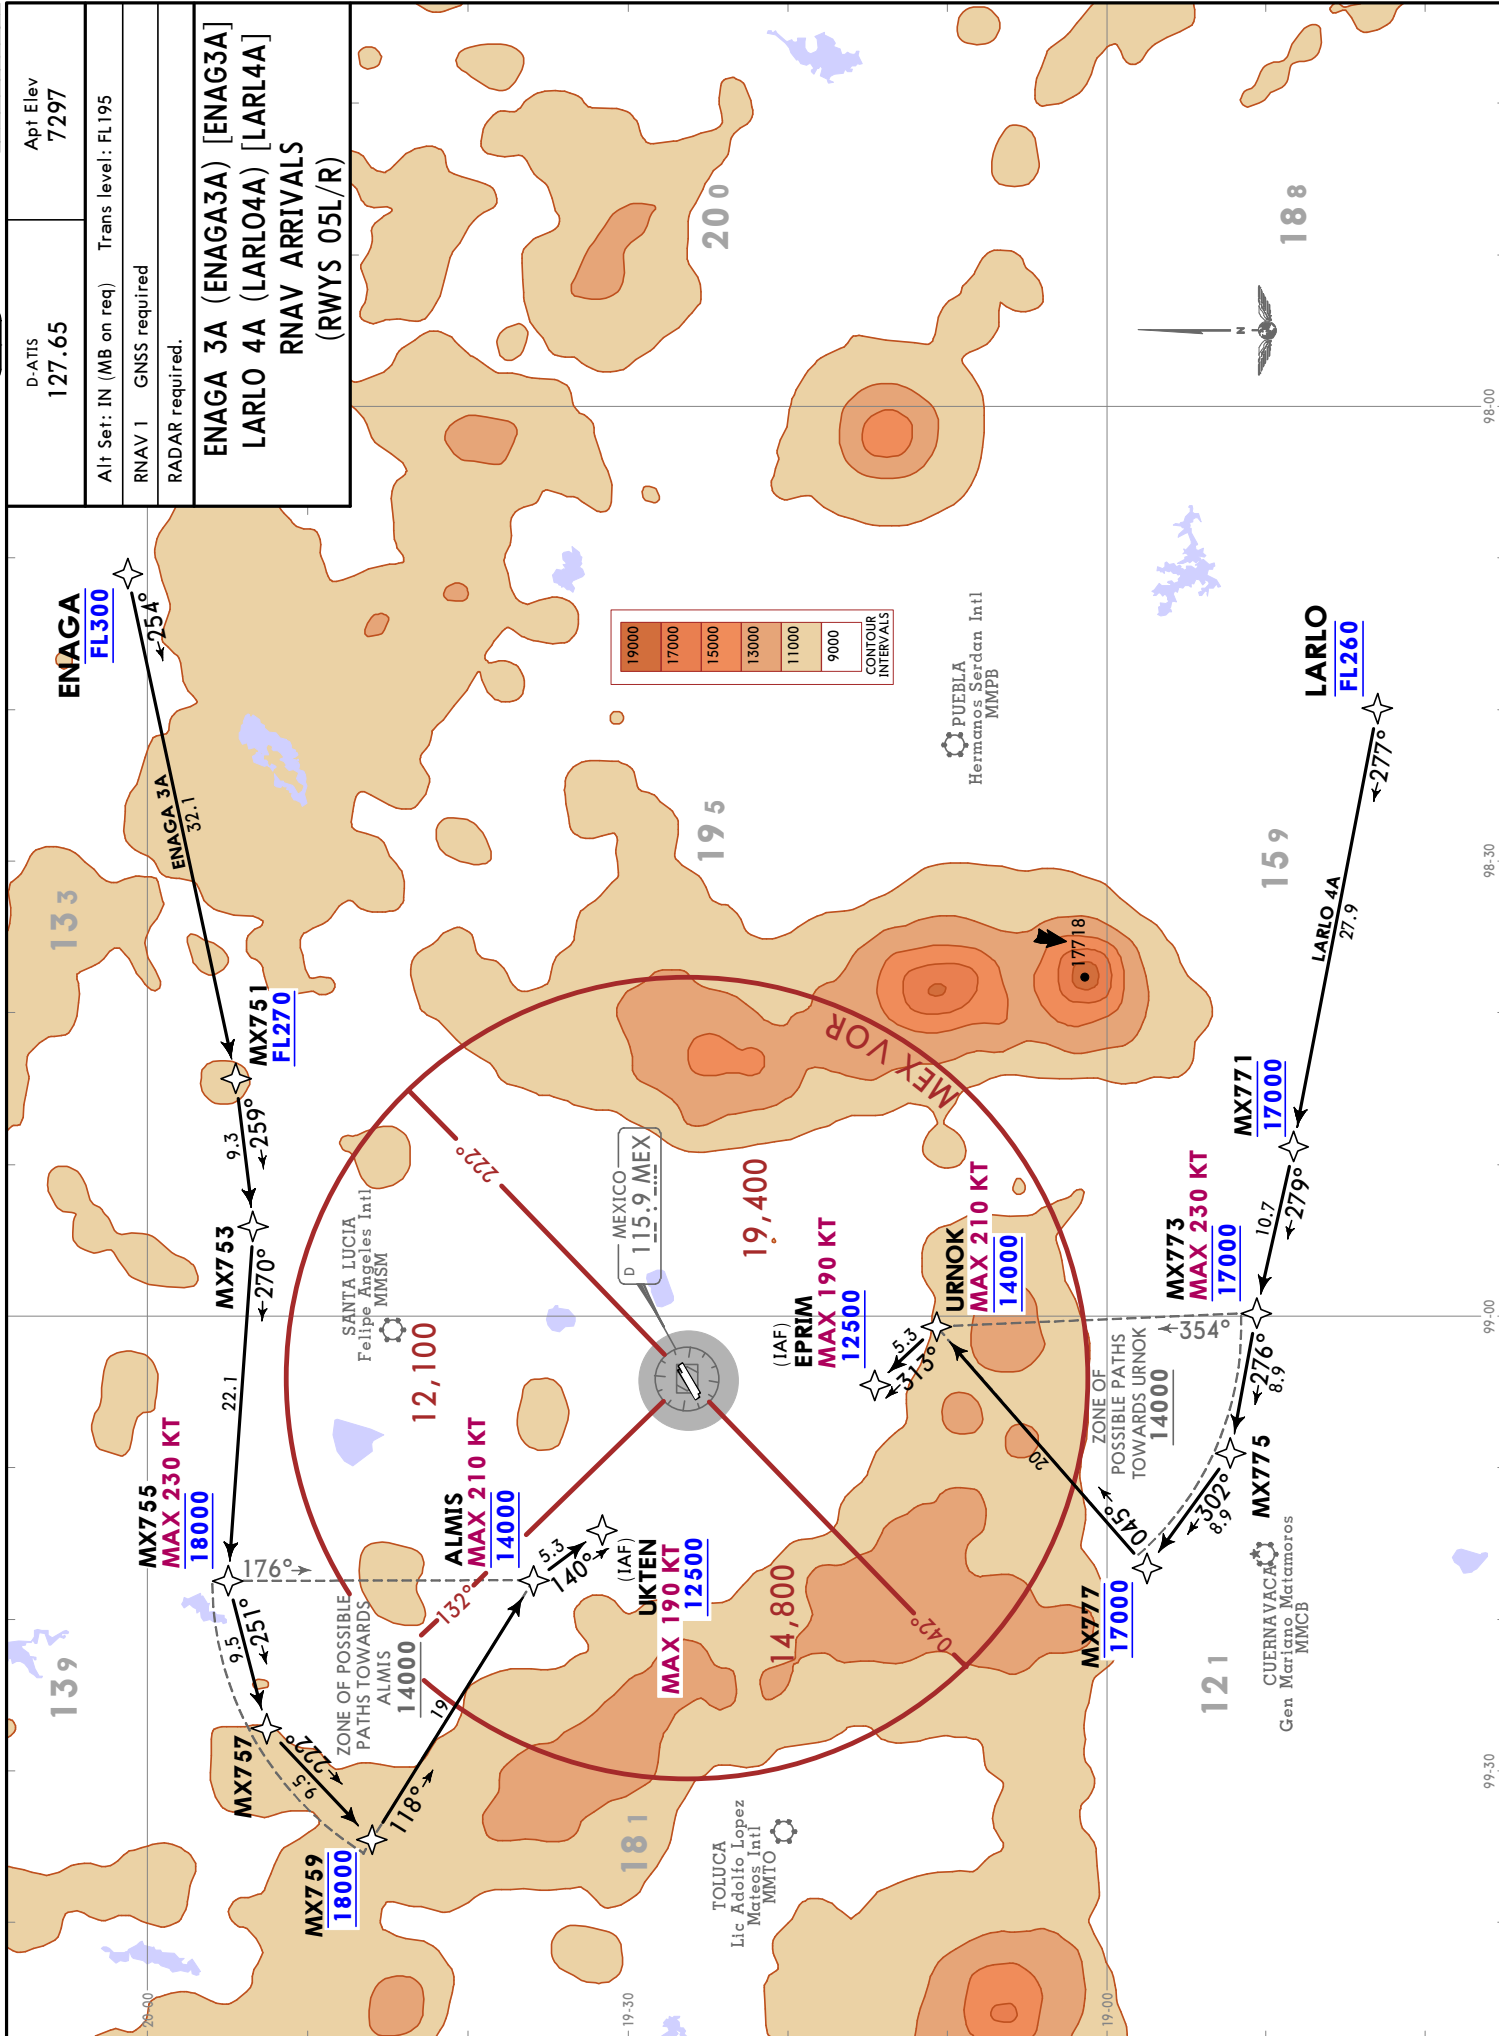 D-ATIS
127.65
Apt Elev
7297
Alt Set: IN (MB on req) Trans level: FL195
RNAV 1 GNSS required
RADAR required.
ENAGA 3A (ENAGA3A) [ENAG3A]
LARLO 4A (LARLO4A) [LARL4A]
RNAV ARRIVALS
(RWYS 05L/R)
139
133
ENAGA
FL300
254°
ENAGA 3A
32.1
MX751
FL270
259°
9.3
MX753
270°
22.1
MX755
MAX 230 KT
18000
176°
251°
9.5
MX757
222°
9.5
MX759
18000
118°
19
ZONE OF POSSIBLE
PATHS TOWARDS
ALMIS
14000
ALMIS
MAX 210 KT
14000
132°
5.3
140°
(IAF)
UKTEN
MAX 190 KT
12500
SANTA LUCIA
Felipe Angeles Intl
MMSM
12,100
222°
MEXICO
D 115.9 MEX
19,400
14,800
042°
MEX VOR
195
200
19000
17000
15000
13000
11000
9000
CONTOUR
INTERVALS
181
TOLUCA
Lic Adolfo Lopez
Mateos Intl
MMTO
(IAF)
EPRIM
MAX 190 KT
12500
5.3
313°
URNOK
MAX 210 KT
14000
PUEBLA
Hermanos Serdan Intl
MMPB
17718
20
045°
ZONE OF
POSSIBLE PATHS
TOWARDS URNOK
14000
354°
MX777
17000
302°
8.9
MX775
276°
8.9
MX773
MAX 230 KT
17000
279°
10.7
MX771
17000
LARLO 4A
27.9
277°
LARLO
FL260
121
159
188
CUERNAVACA
Gen Mariano Matamoros
MMCB
N
20-00
19-30
19-00
99-30
99-00
98-30
98-00